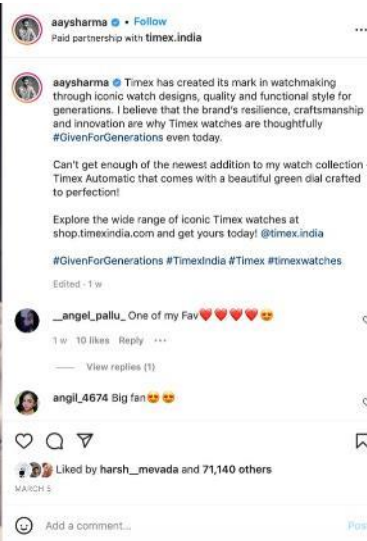 aaysharma • Follow
Paid partnership with timex.india
aaysharma Timex has created its mark in watchmaking
through iconic watch designs, quality and functional style for
generations. I believe that the brand's resilience, craftsmanship
and innovation are why Timex watches are thoughtfully
#GivenForGenerations even today.
Can't get enough of the newest addition to my watch collection -
Timex Automatic that comes with a beautiful green dial crafted
to perfection!
Explore the wide range of iconic Timex watches at
shop.timexindia.com and get yours today! @timex.india
#GivenForGenerations #TimexIndia #Timex #timexwatches
Edited · 1 w
__angel_pallu_ One of my Fav❤️❤️❤️❤️😍
1 w 10 likes Reply ...
View replies (1)
angil_4674 Big fan😍😍
Liked by harsh__mevada and 71,140 others
MARCH 5
Add a comment...
Post